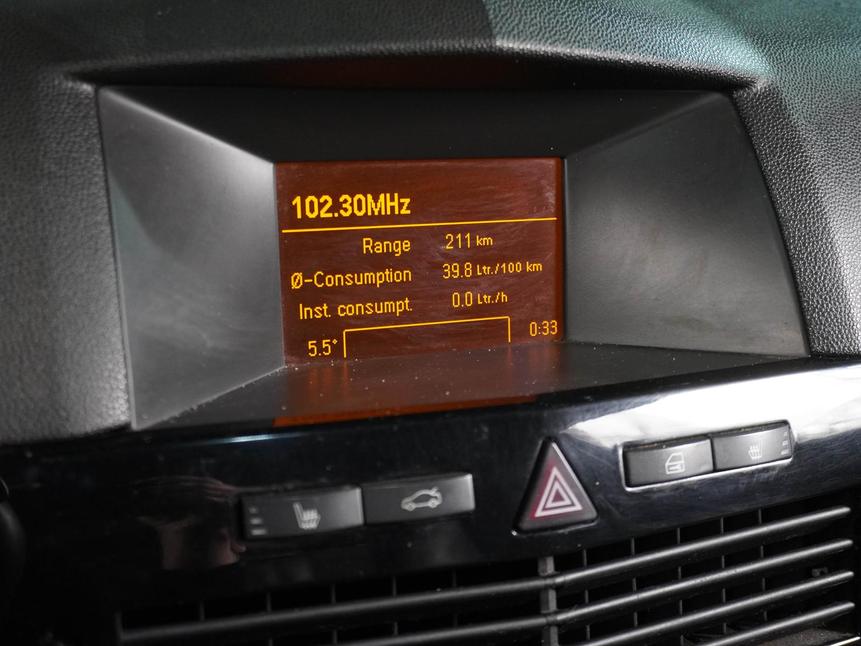 102.30MHz
Range 211 km
Ø-Consumption 39.8 Ltr./100 km
Inst. consumpt. 0.0 Ltr./h
5.5° 0:33